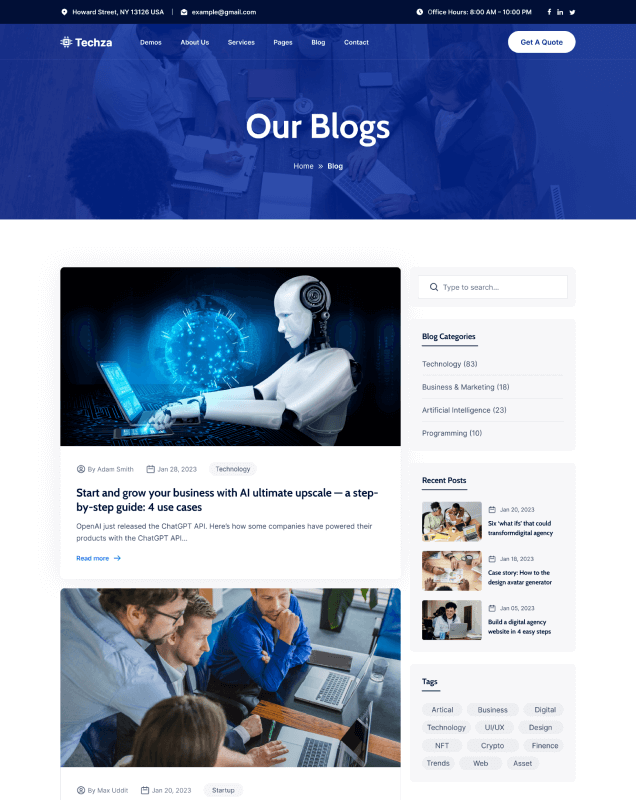 Howard Street, NY 13126 USA | example@gmail.com
Office Hours: 8:00 AM – 10:00 PM
Techza
Demos About Us Services Pages Blog Contact
Get A Quote
Our Blogs
Home » Blog
By Adam Smith Jan 28, 2023 Technology
Start and grow your business with AI ultimate upscale — a step-
by-step guide: 4 use cases
OpenAI just released the ChatGPT API. Here's how some companies have powered their
products with the ChatGPT API...
Read more →
By Max Uddit Jan 20, 2023 Startup
Type to search...
Blog Categories
Technology (83)
Business & Marketing (18)
Artificial Intelligence (23)
Programming (10)
Recent Posts
Jan 20, 2023
Six 'what ifs' that could
transformdigital agency
Jan 18, 2023
Case story: How to the
design avatar generator
Jan 05, 2023
Build a digital agency
website in 4 easy steps
Tags
Artical Business Digital
Technology UI/UX Design
NFT Crypto Finence
Trends Web Asset